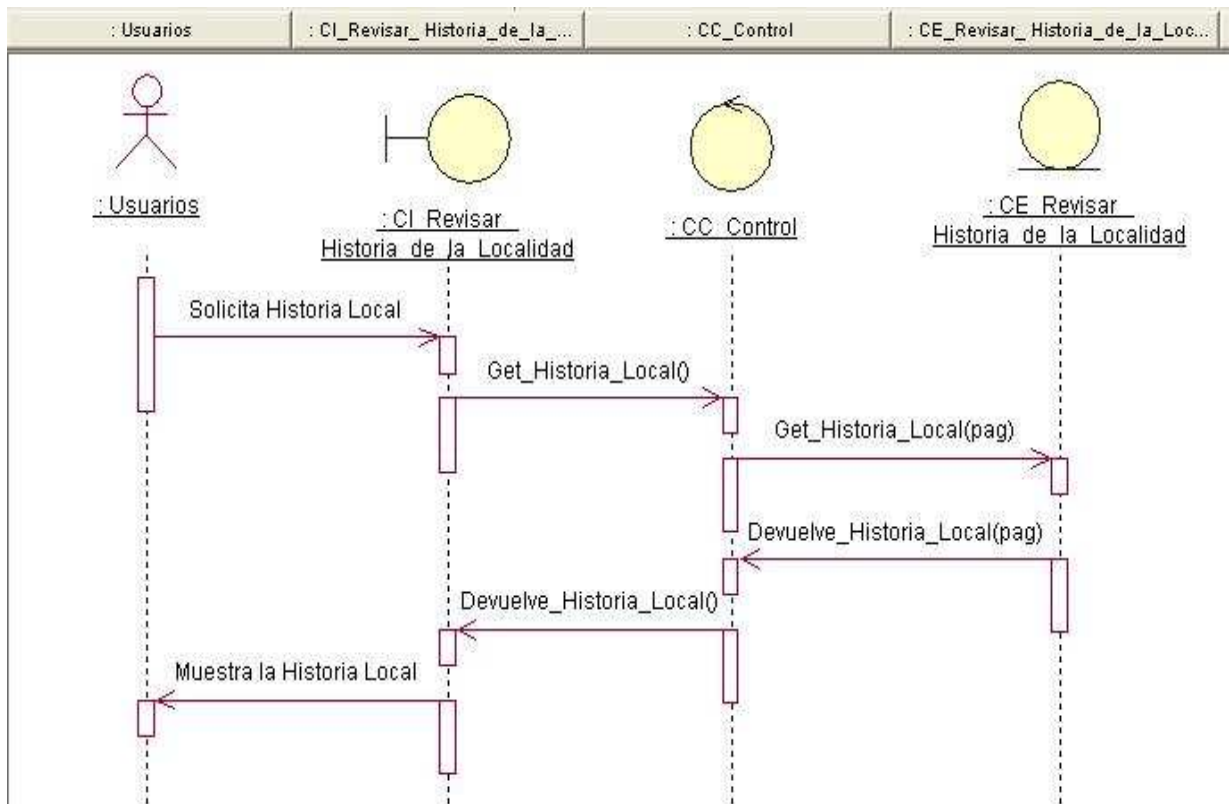 : Usuarios
: CI_Revisar_ Historia_de_la_...
: CC_Control
: CE_Revisar_ Historia_de_la_Loc...
: Usuarios
: CI_Revisar_
Historia_de_la_Localidad
: CC_Control
: CE_Revisar_
Historia_de_la_Localidad
Solicita Historia Local
Get_Historia_Local()
Get_Historia_Local(pag)
Devuelve_Historia_Local(pag)
Devuelve_Historia_Local()
Muestra la Historia Local